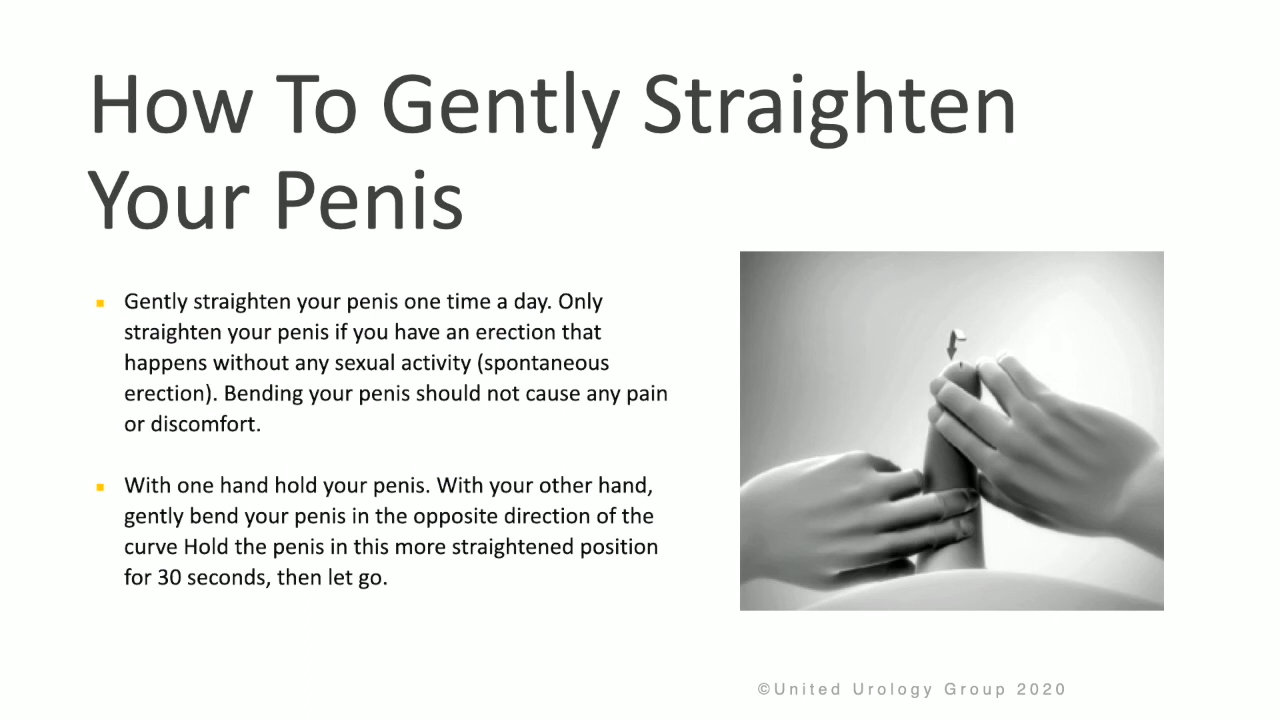 How To Gently Straighten
Your Penis
Gently straighten your penis one time a day. Only
straighten your penis if you have an erection that
happens without any sexual activity (spontaneous
erection). Bending your penis should not cause any pain
or discomfort.
With one hand hold your penis. With your other hand,
gently bend your penis in the opposite direction of the
curve Hold the penis in this more straightened position
for 30 seconds, then let go.
©United Urology Group 2020